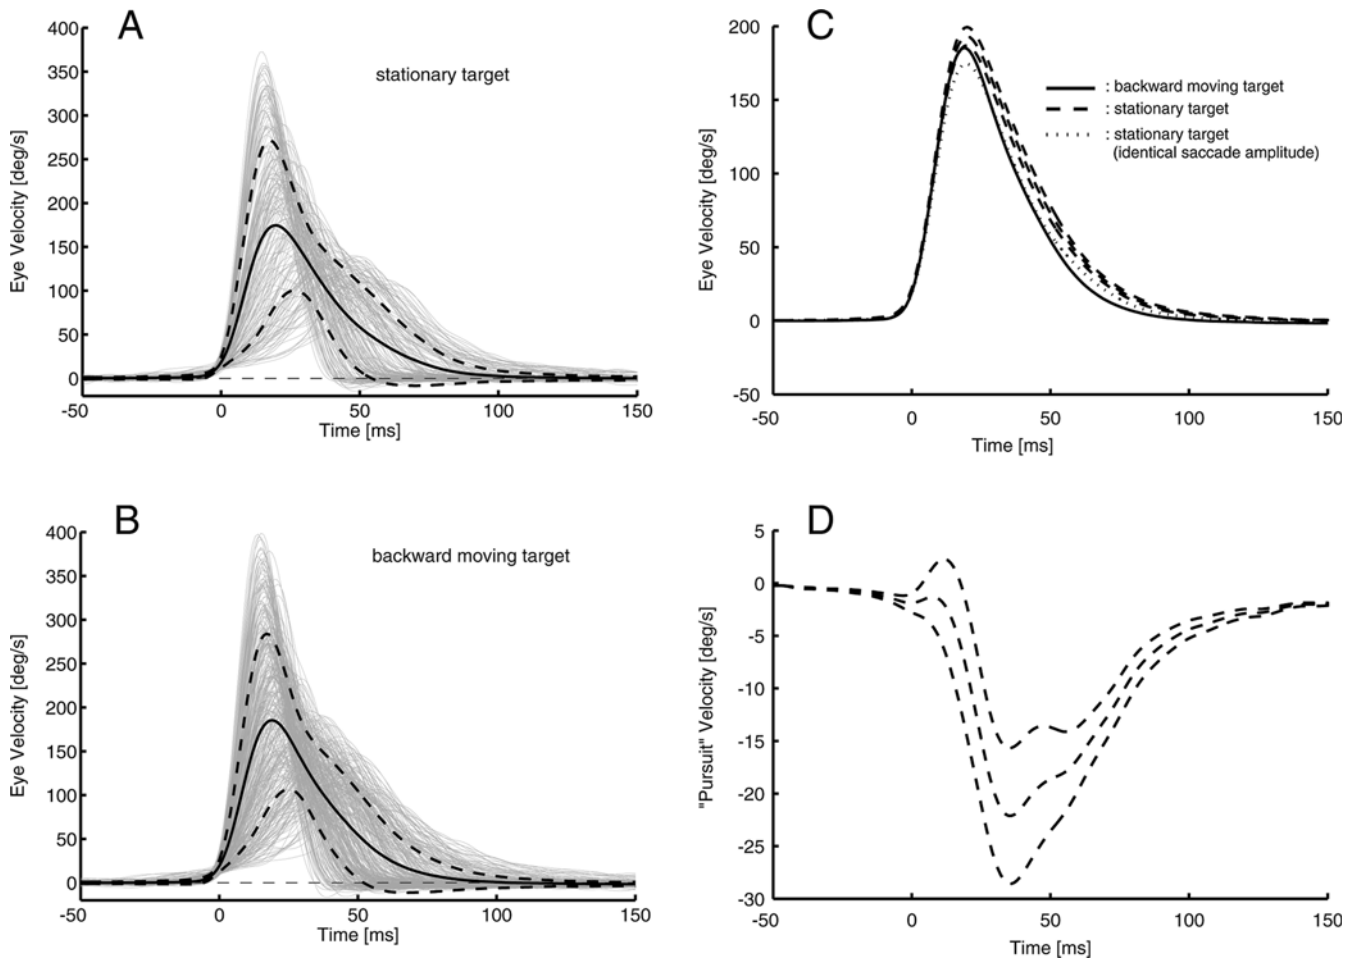 A
stationary target
400
350
300
250
200
150
100
50
0
Eye Velocity [deg/s]
-50
0
50
100
150
Time [ms]
B
backward moving target
400
350
300
250
200
150
100
50
0
Eye Velocity [deg/s]
-50
0
50
100
150
Time [ms]
C
200
150
100
50
0
-50
Eye Velocity [deg/s]
: backward moving target
: stationary target
: stationary target
(identical saccade amplitude)
-50
0
50
100
150
Time [ms]
D
5
0
-5
-10
-15
-20
-25
-30
"Pursuit" Velocity [deg/s]
-50
0
50
100
150
Time [ms]